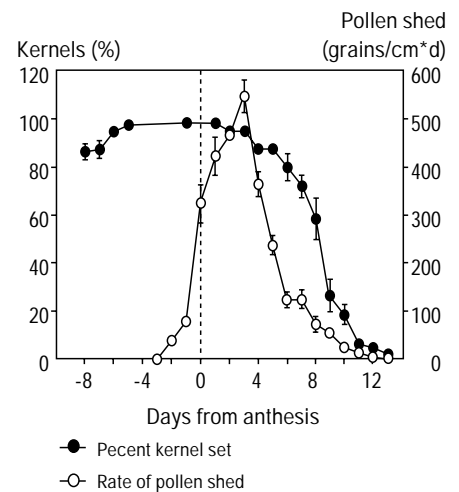 Pollen shed
Kernels (%) (grains/cm*d)
120 600
100 500
80 400
60 300
40 200
20 100
0 0
-8 -4 0 4 8 12
Days from anthesis
Pecent kernel set
Rate of pollen shed